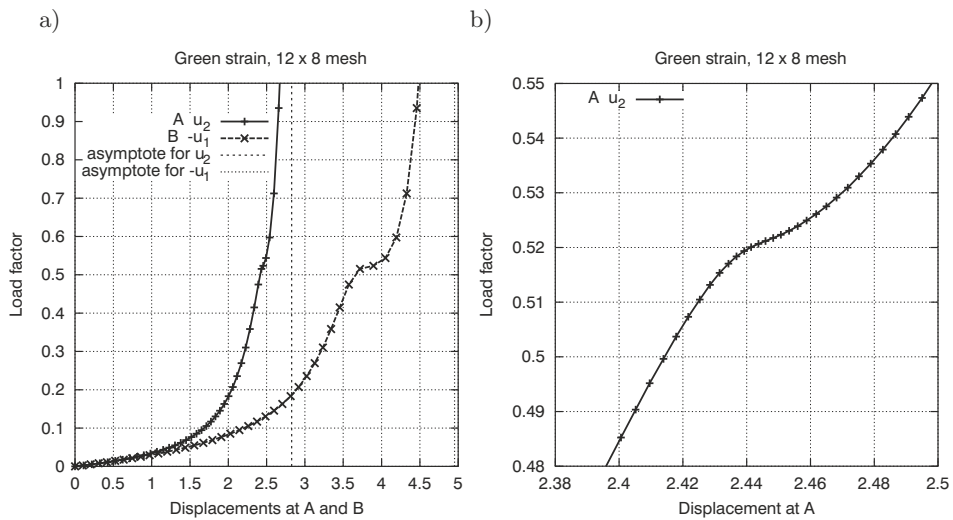 a)
Green strain, 12 x 8 mesh
Load factor
1
0.9
0.8
0.7
0.6
0.5
0.4
0.3
0.2
0.1
0
A u2
B -u1
asymptote for u2
asymptote for -u1
0 0.5 1 1.5 2 2.5 3 3.5 4 4.5 5
Displacements at A and B
b)
Green strain, 12 x 8 mesh
Load factor
0.55
0.54
0.53
0.52
0.51
0.5
0.49
0.48
A u2
2.38 2.4 2.42 2.44 2.46 2.48 2.5
Displacement at A